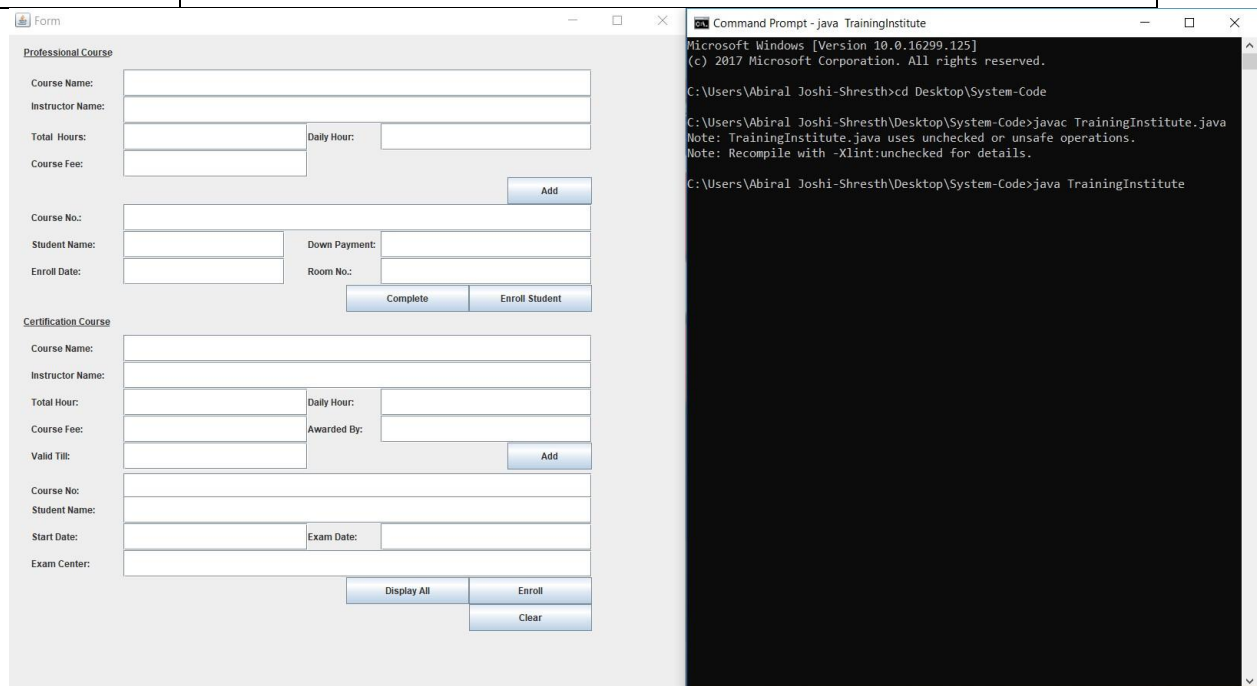 Form
Professional Course
Course Name:
Instructor Name:
Total Hours: Daily Hour:
Course Fee:
Add
Course No.:
Student Name: Down Payment:
Enroll Date: Room No.:
Complete Enroll Student
Certification Course
Course Name:
Instructor Name:
Total Hour: Daily Hour:
Course Fee: Awarded By:
Valid Till: Add
Course No:
Student Name:
Start Date: Exam Date:
Exam Center:
Display All Enroll
Clear
Command Prompt - java TrainingInstitute
Microsoft Windows [Version 10.0.16299.125]
(c) 2017 Microsoft Corporation. All rights reserved.
C:\Users\Abiral Joshi-Shresth>cd Desktop\System-Code
C:\Users\Abiral Joshi-Shresth\Desktop\System-Code>javac TrainingInstitute.java
Note: TrainingInstitute.java uses unchecked or unsafe operations.
Note: Recompile with -Xlint:unchecked for details.
C:\Users\Abiral Joshi-Shresth\Desktop\System-Code>java TrainingInstitute